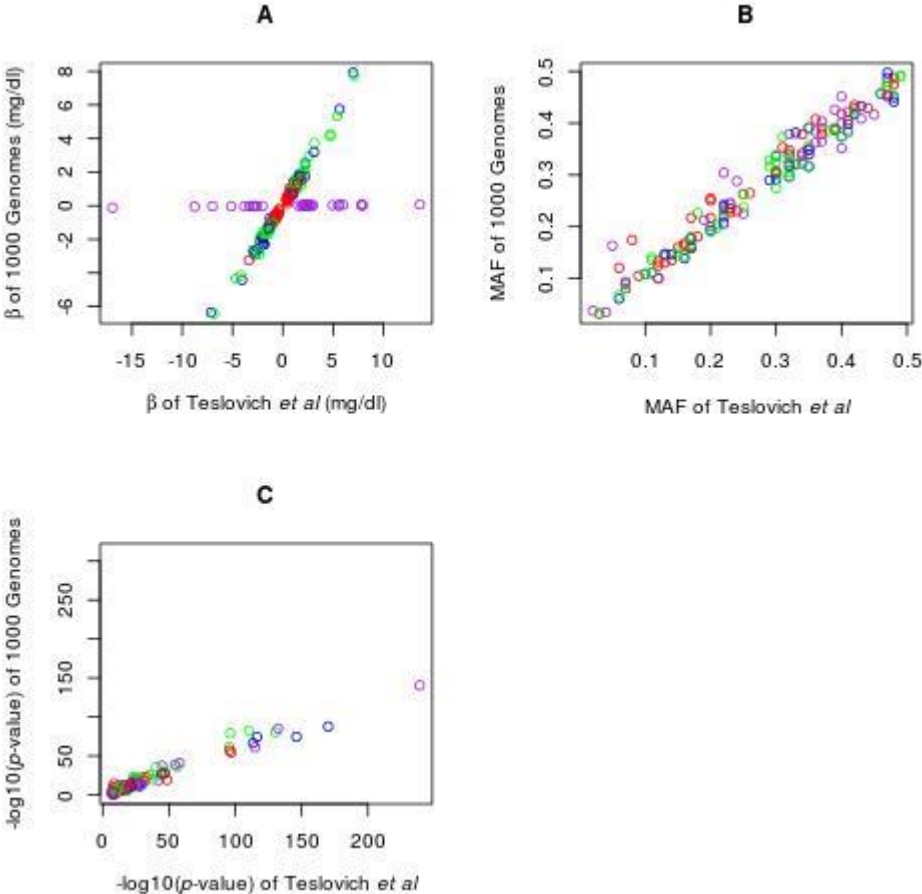 A
β of 1000 Genomes (mg/dl)
8
6
4
2
0
-2
-6
-15 -10 -5 0 5 10
β of Teslovich et al (mg/dl)
B
MAF of 1000 Genomes
0.5
0.4
0.3
0.2
0.1
0.1 0.2 0.3 0.4 0.5
MAF of Teslovich et al
C
-log10(p-value) of 1000 Genomes
250
150
50
0
0 50 100 150 200
-log10(p-value) of Teslovich et al